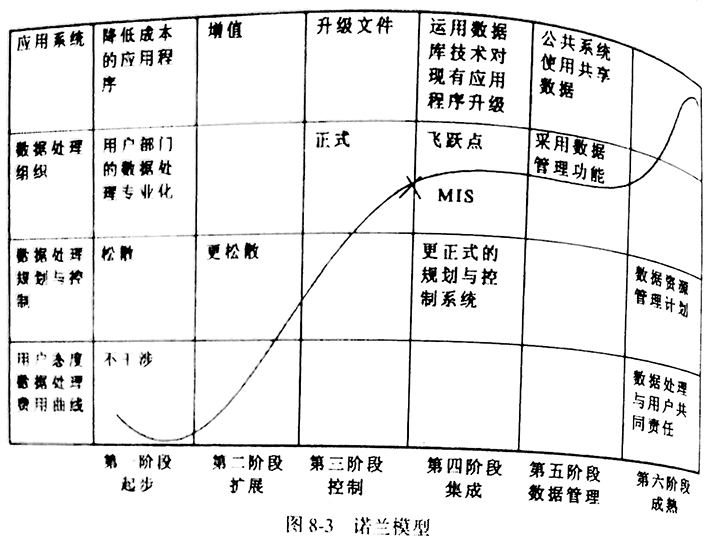 应用系统
降低成本
的应用程
序
增值
升级文件
运用数据
库技术对
现有应用
程序升级
公共系统
使用共享
数据
数据处理
组织
用户部门
的数据处
理专业化
正式
飞跃点
MIS
采用数据
管理功能
数据处理
规划与控
制
松散
更松散
更正式的
规划与控
制系统
数据资源
管理计划
用户态度
数据处理
费用曲线
不干涉
数据处理
与用户共
同责任
第一阶段
起步
第二阶段
扩展
第三阶段
控制
第四阶段
集成
第五阶段
数据管理
第六阶段
成熟
图 8-3 诺兰模型